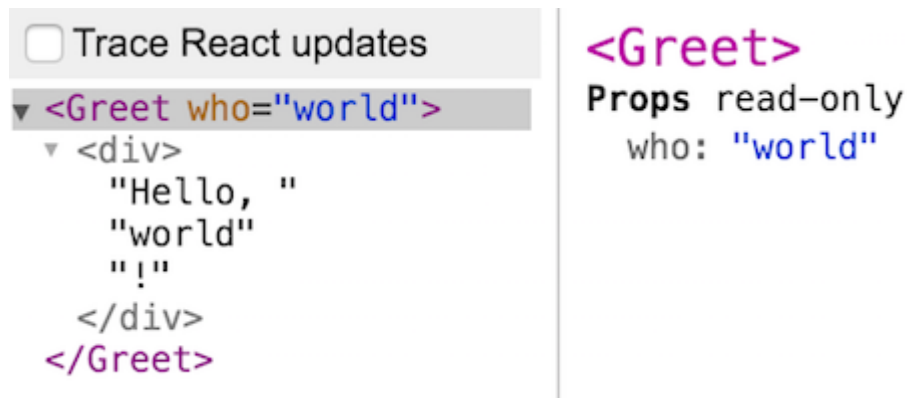 Trace React updates
<Greet who="world">
<div>
"Hello, "
"world"
"!"
</div>
</Greet>
<Greet>
Props read-only
who: "world"